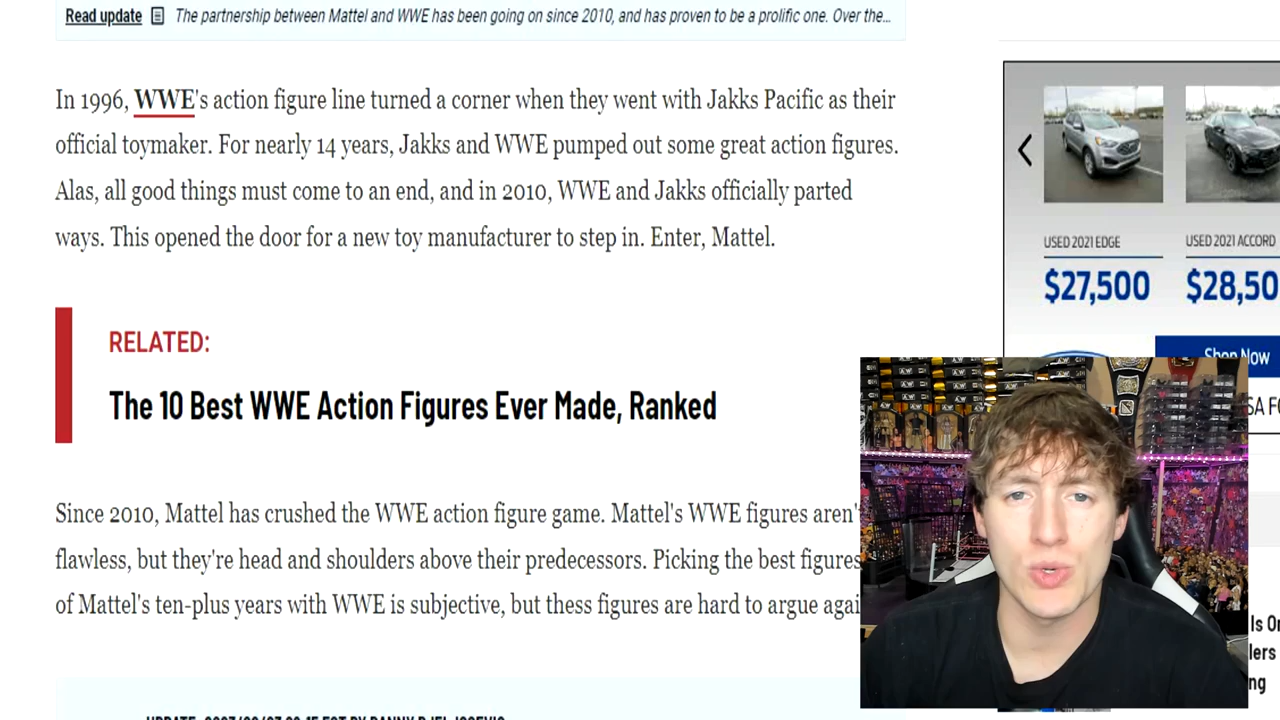 Read update The partnership between Mattel and WWE has been going on since 2010, and has proven to be a prolific one. Over the...
In 1996, WWE's action figure line turned a corner when they went with Jakks Pacific as their
official toymaker. For nearly 14 years, Jakks and WWE pumped out some great action figures.
Alas, all good things must come to an end, and in 2010, WWE and Jakks officially parted
ways. This opened the door for a new toy manufacturer to step in. Enter, Mattel.
RELATED:
The 10 Best WWE Action Figures Ever Made, Ranked
Since 2010, Mattel has crushed the WWE action figure game. Mattel's WWE figures aren'
flawless, but they're head and shoulders above their predecessors. Picking the best figures
of Mattel's ten-plus years with WWE is subjective, but thess figures are hard to argue agai
USED 2021 EDGE
$27,500
USED 2021 ACCORD
$28,50
Shop Now
Is